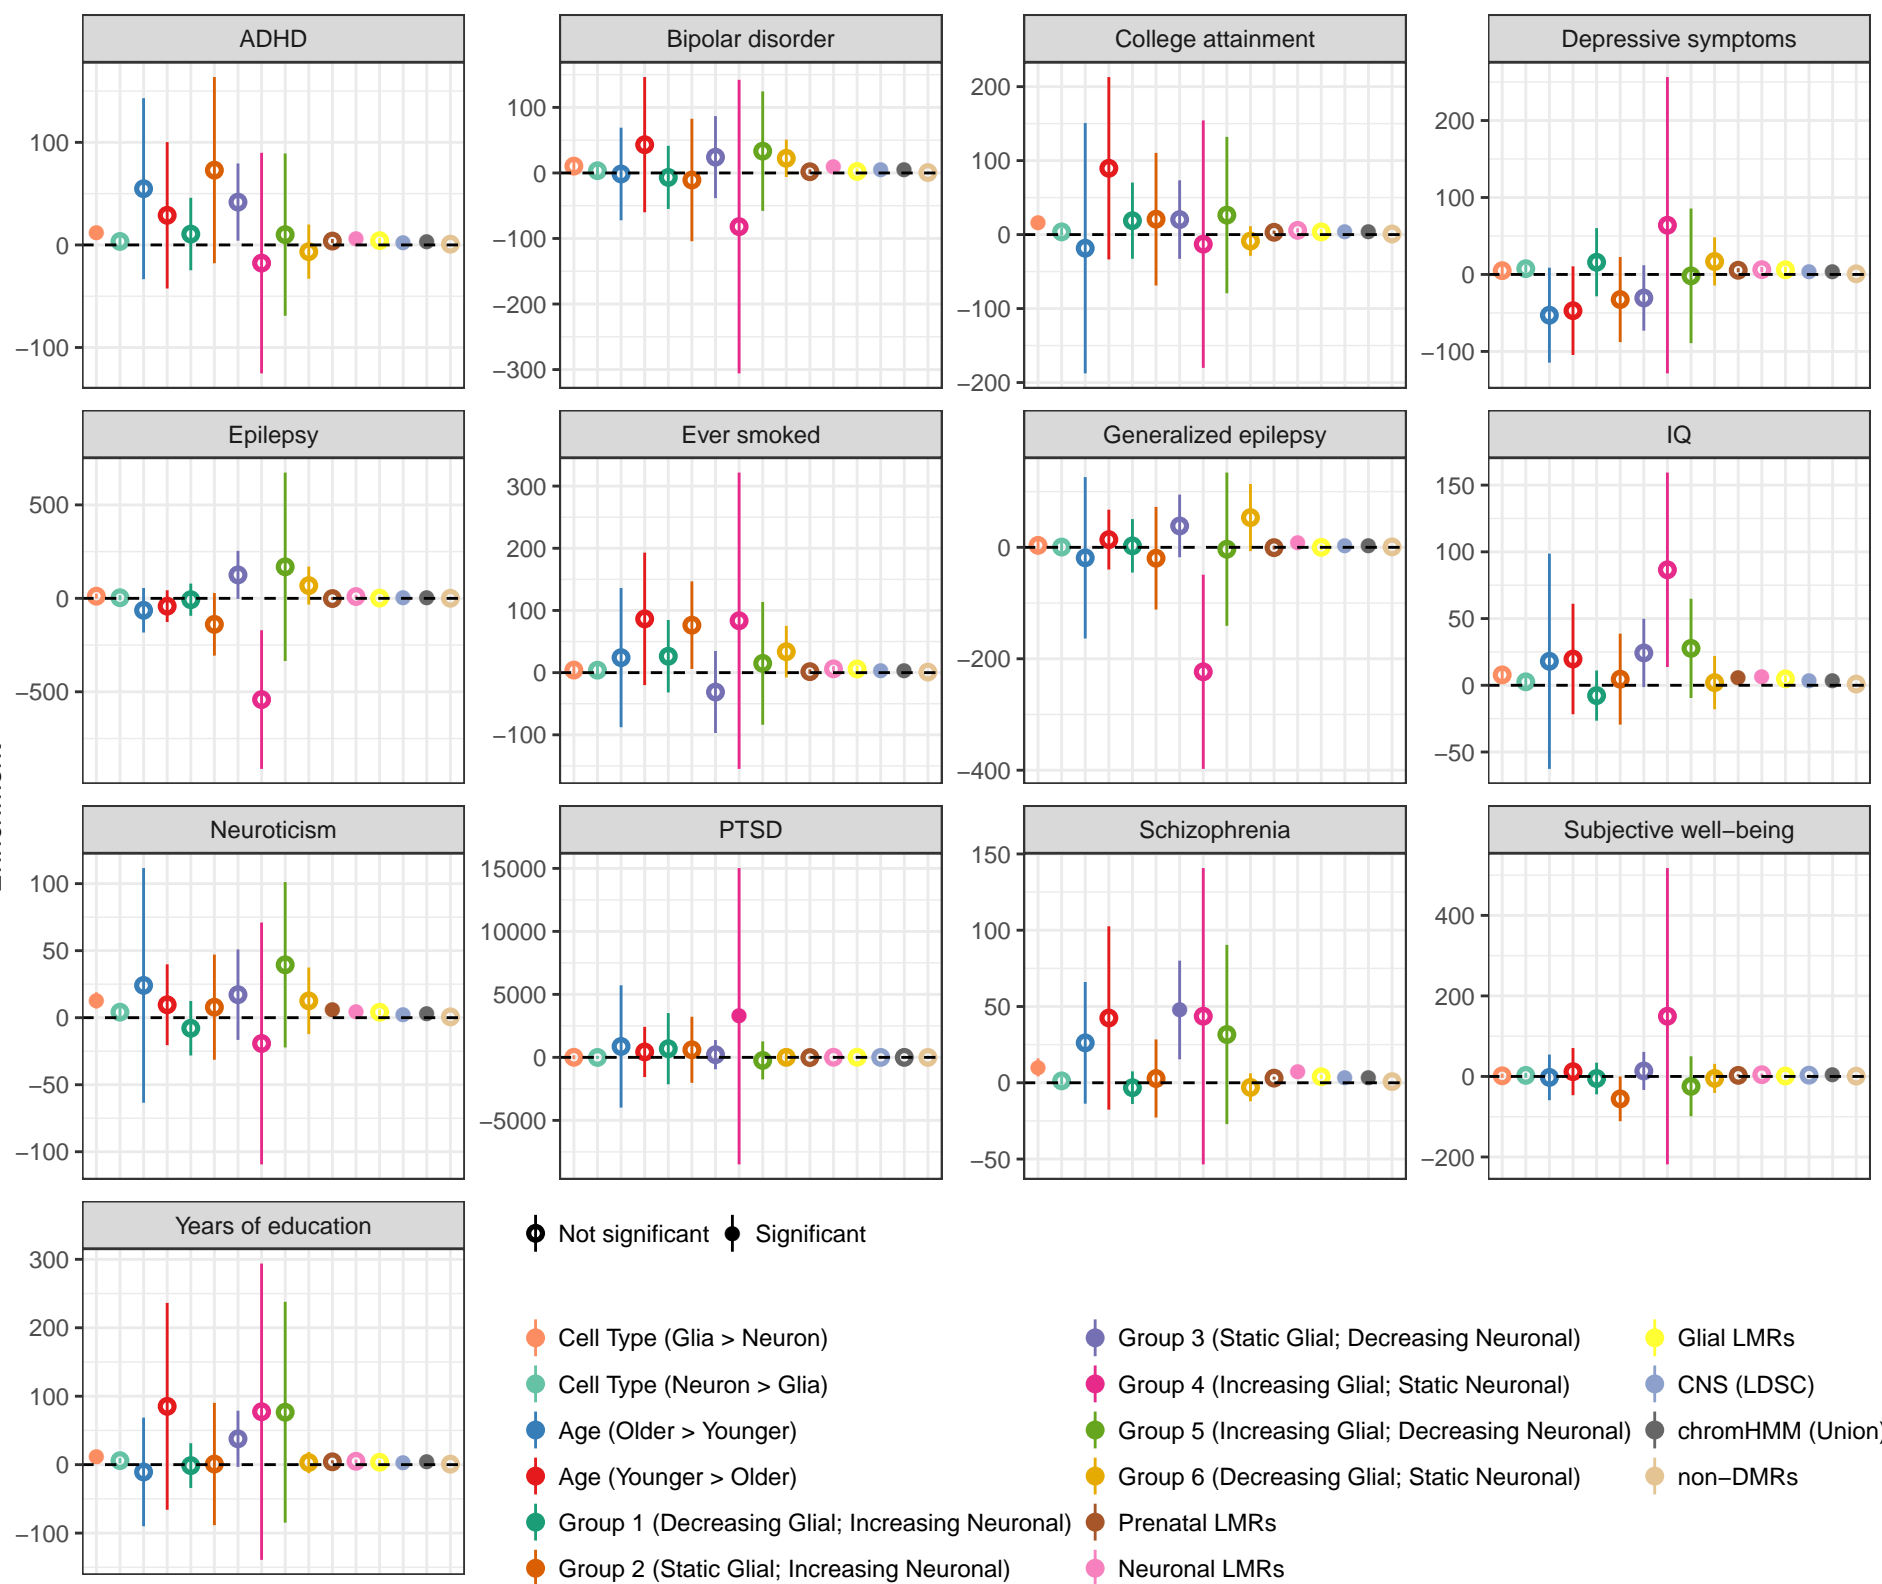 ADHD
Bipolar disorder
College attainment
Depressive symptoms
100
0
−100
100
0
−100
−200
−300
200
100
0
−100
−200
200
100
0
−100
Epilepsy
Ever smoked
Generalized epilepsy
IQ
500
0
−500
300
200
100
0
−100
0
−200
−400
150
100
50
0
−50
Neuroticism
PTSD
Schizophrenia
Subjective well−being
100
50
0
−50
−100
15000
10000
5000
0
−5000
150
100
50
0
−50
400
200
0
−200
Years of education
300
200
100
0
−100
Not significant
Significant
Cell Type (Glia > Neuron)
Cell Type (Neuron > Glia)
Age (Older > Younger)
Age (Younger > Older)
Group 1 (Decreasing Glial; Increasing Neuronal)
Group 2 (Static Glial; Increasing Neuronal)
Group 3 (Static Glial; Decreasing Neuronal)
Group 4 (Increasing Glial; Static Neuronal)
Group 5 (Increasing Glial; Decreasing Neuronal)
Group 6 (Decreasing Glial; Static Neuronal)
Prenatal LMRs
Neuronal LMRs
Glial LMRs
CNS (LDSC)
chromHMM (Union)
non−DMRs